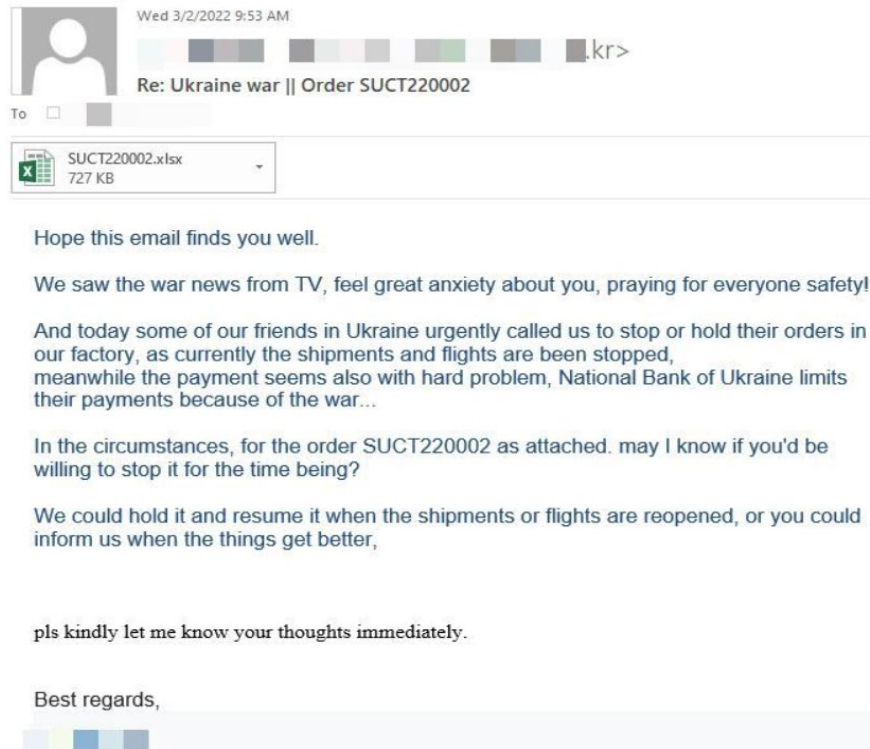 Wed 3/2/2022 9:53 AM
.kr>
Re: Ukraine war || Order SUCT220002
To
SUCT220002.xlsx
727 KB
Hope this email finds you well.
We saw the war news from TV, feel great anxiety about you, praying for everyone safety!
And today some of our friends in Ukraine urgently called us to stop or hold their orders in
our factory, as currently the shipments and flights are been stopped,
meanwhile the payment seems also with hard problem, National Bank of Ukraine limits
their payments because of the war...
In the circumstances, for the order SUCT220002 as attached. may I know if you'd be
willing to stop it for the time being?
We could hold it and resume it when the shipments or flights are reopened, or you could
inform us when the things get better,
pls kindly let me know your thoughts immediately.
Best regards,